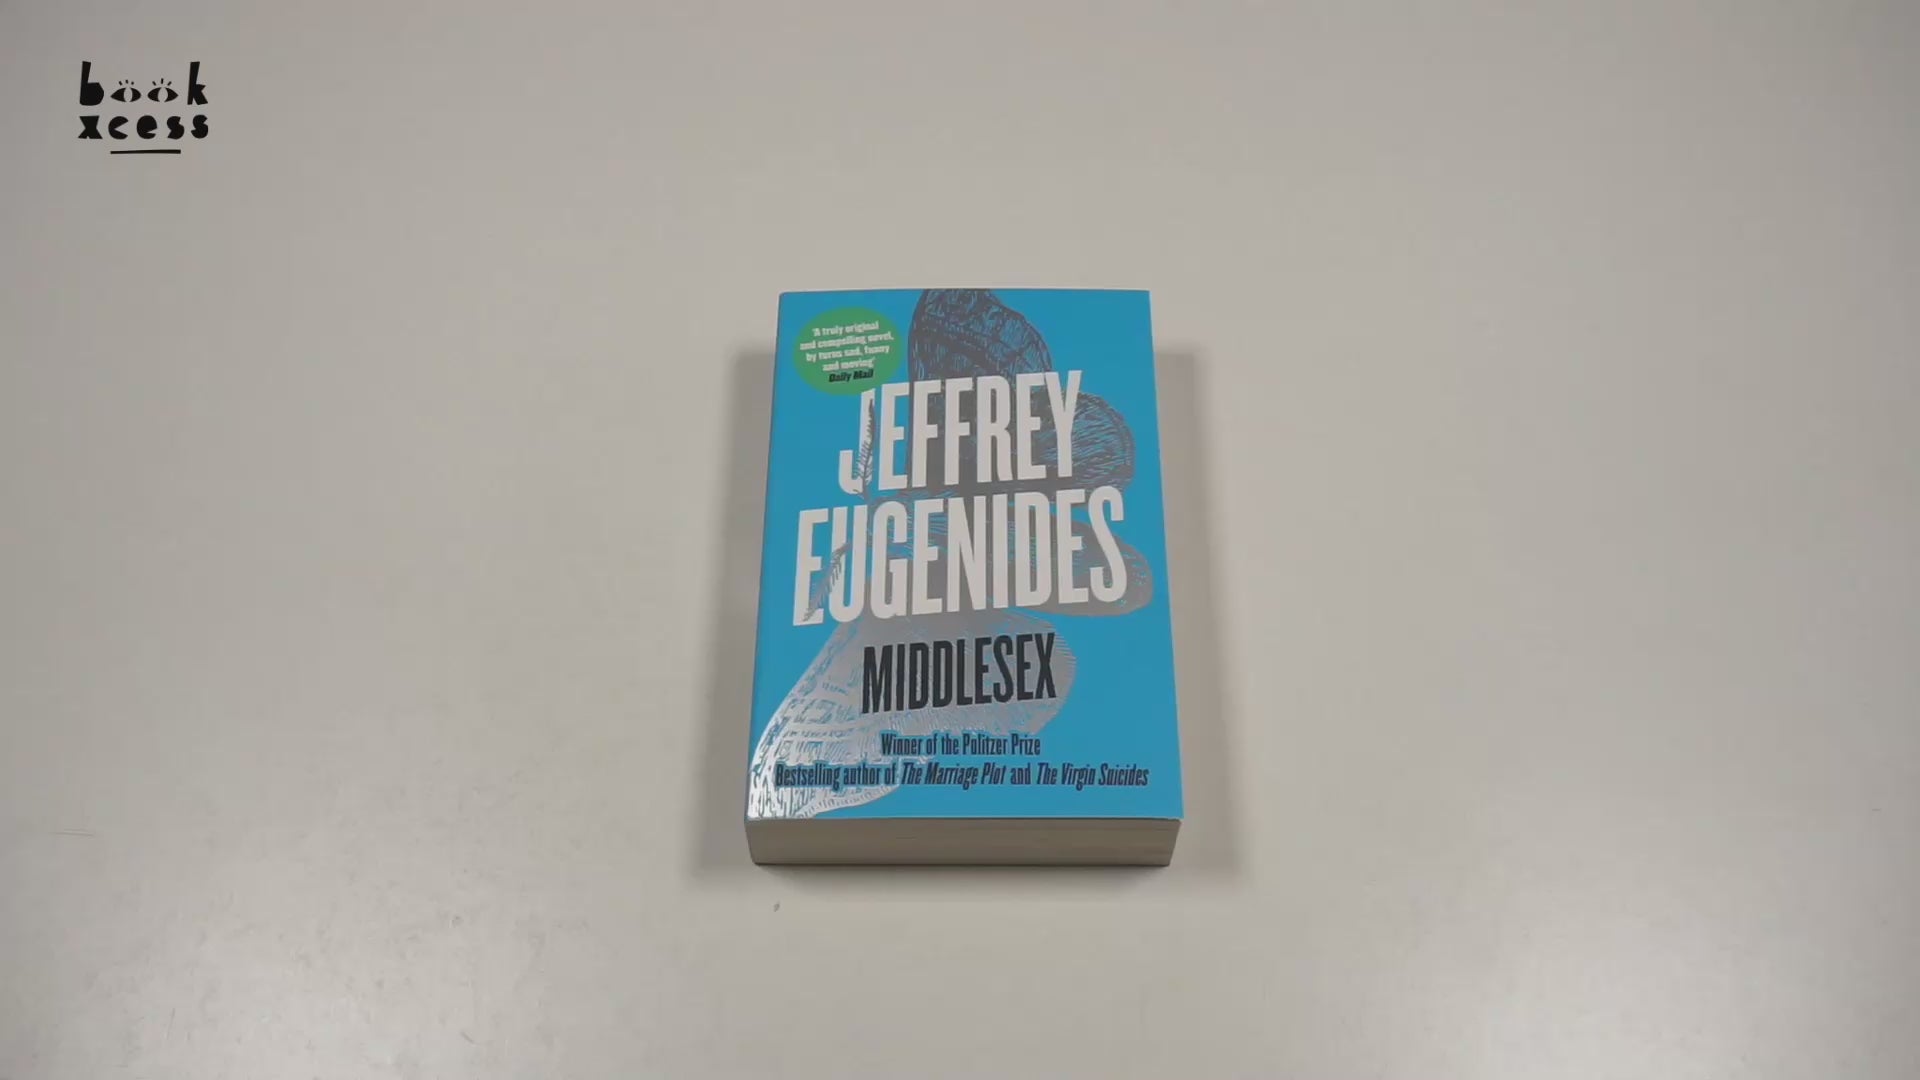 book
xcess
'A truly original
and compelling novel,
by turns sad, funny
and moving'
Daily Mail
JEFFREY
EUGENIDES
MIDDLESEX
Winner of the Pulitzer Prize
Bestselling author of The Marriage Plot and The Virgin Suicides